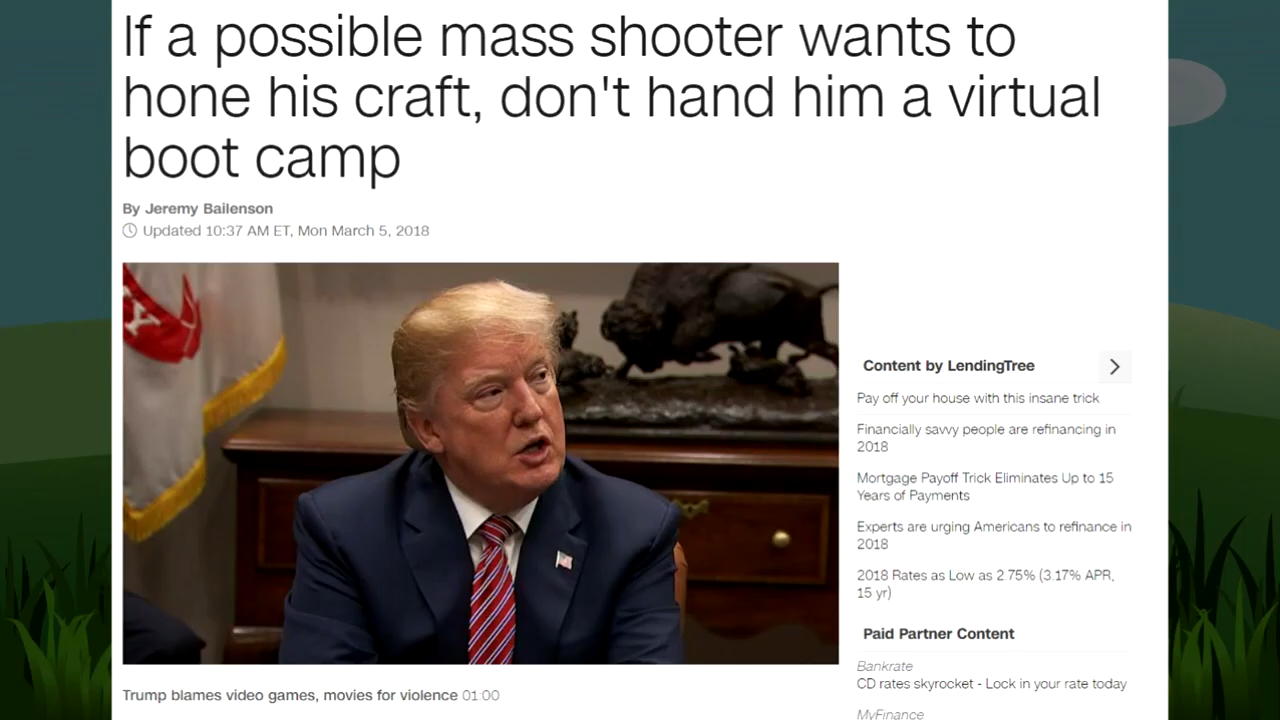 If a possible mass shooter wants to
hone his craft, don't hand him a virtual
boot camp
By Jeremy Bailenson
Updated 10:37 AM ET, Mon March 5, 2018
Trump blames video games, movies for violence 01:00
Content by LendingTree
Pay off your house with this insane trick
Financially savvy people are refinancing in
2018
Mortgage Payoff Trick Eliminates Up to 15
Years of Payments
Experts are urging Americans to refinance in
2018
2018 Rates as Low as 2.75% (3.17% APR,
15 yr)
Paid Partner Content
Bankrate
CD rates skyrocket - Lock in your rate today
MyFinance